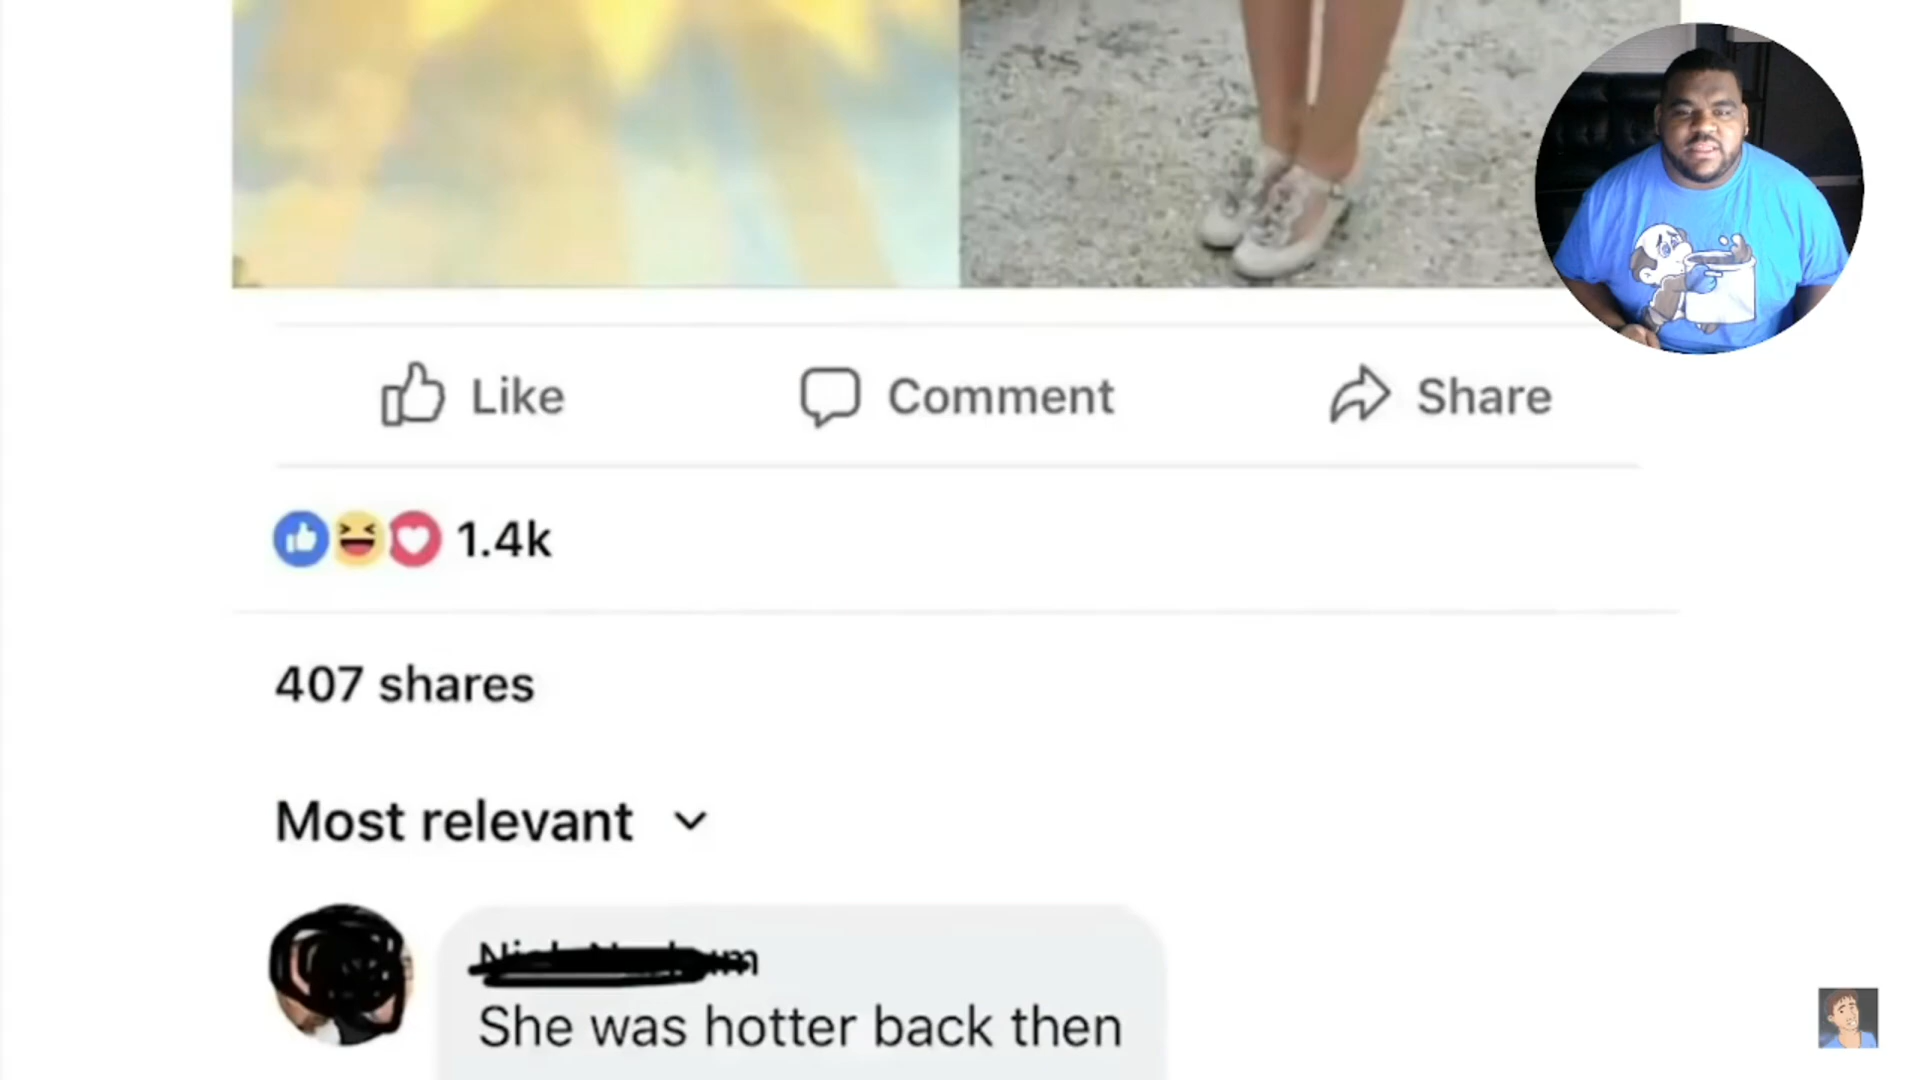 Like
Comment
Share
1.4k
407 shares
Most relevant
She was hotter back then